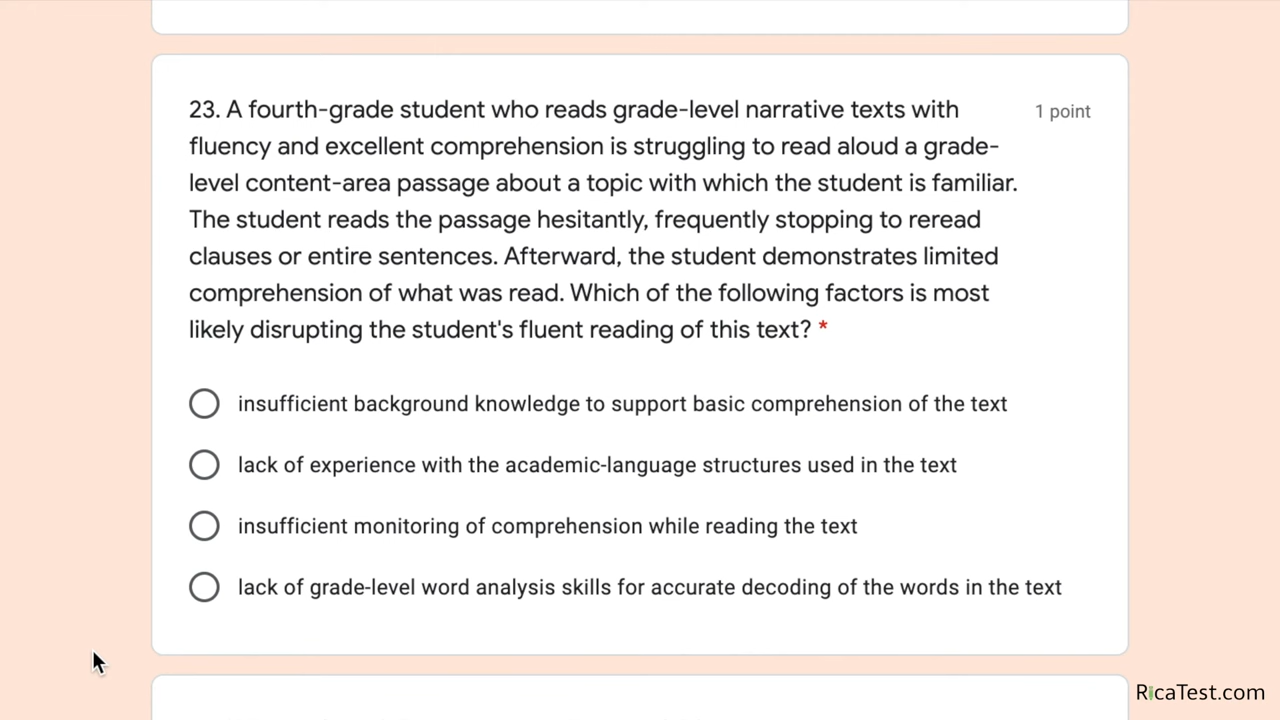 23. A fourth-grade student who reads grade-level narrative texts with
1 point
fluency and excellent comprehension is struggling to read aloud a grade-
level content-area passage about a topic with which the student is familiar.
The student reads the passage hesitantly, frequently stopping to reread
clauses or entire sentences. Afterward, the student demonstrates limited
comprehension of what was read. Which of the following factors is most
likely disrupting the student's fluent reading of this text? *
insufficient background knowledge to support basic comprehension of the text
lack of experience with the academic-language structures used in the text
insufficient monitoring of comprehension while reading the text
lack of grade-level word analysis skills for accurate decoding of the words in the text
RicaTest.com